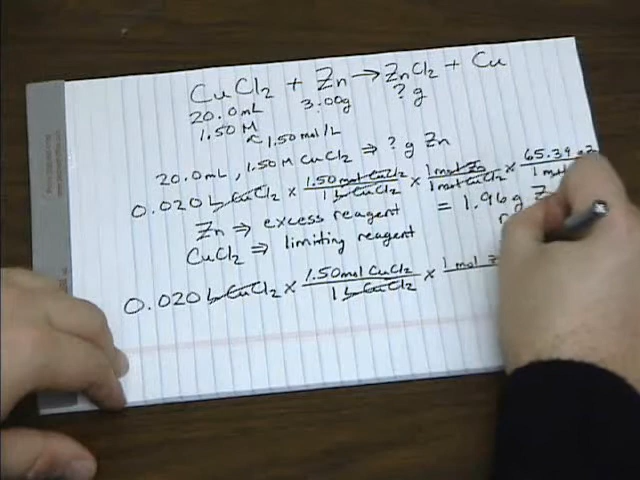 CuCl2 + Zn → ZnCl2 + Cu
20.0mL 3.00g ? g
1.50 M
1.50 mol/L
20.0mL, 1.50 M CuCl2 ⇒ ? g Zn
0.020 L CuCl2 × 1.50 mol CuCl2 / 1 L CuCl2 × 1 mol Zn / 1 mol CuCl2 × 65.39 g / 1 mol
= 1.96 g
Zn ⇒ excess reagent
CuCl2 ⇒ limiting reagent
0.020 L CuCl2 × 1.50 mol CuCl2 / 1 L CuCl2 × 1 mol